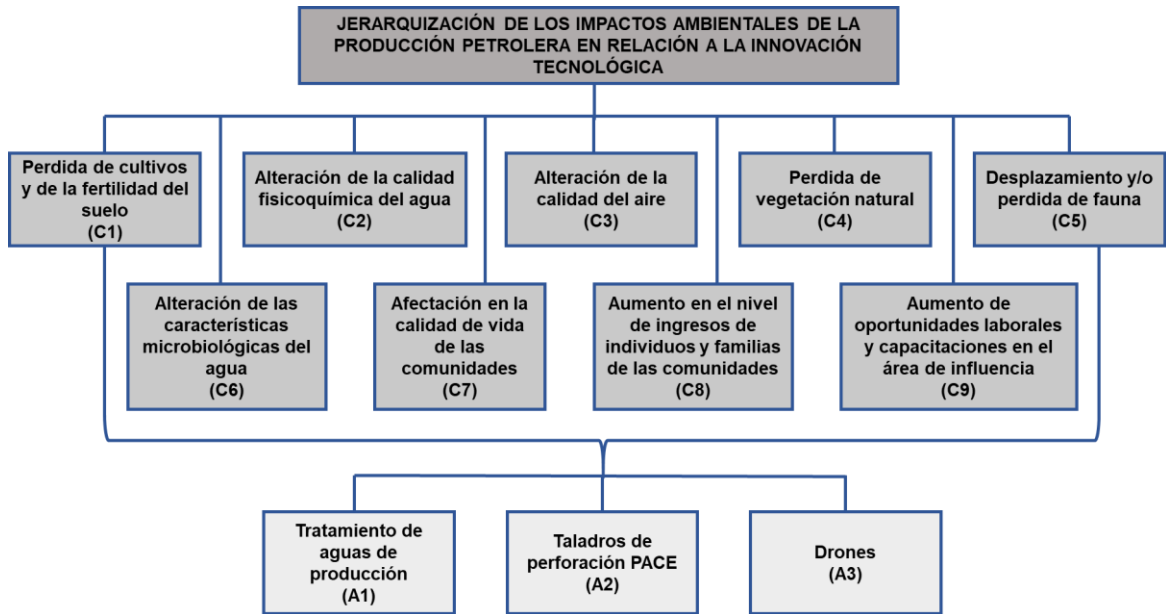 JERARQUIZACIÓN DE LOS IMPACTOS AMBIENTALES DE LA
PRODUCCIÓN PETROLERA EN RELACIÓN A LA INNOVACIÓN
TECNOLÓGICA
Perdida de cultivos
y de la fertilidad del
suelo
(C1)
Alteración de la calidad
fisicoquímica del agua
(C2)
Alteración de la
calidad del aire
(C3)
Perdida de
vegetación natural
(C4)
Desplazamiento y/o
perdida de fauna
(C5)
Alteración de las
características
microbiológicas del
agua
(C6)
Afectación en la
calidad de vida
de las
comunidades
(C7)
Aumento en el nivel
de ingresos de
individuos y familias
de las comunidades
(C8)
Aumento de
oportunidades laborales
y capacitaciones en el
área de influencia
(C9)
Tratamiento de
aguas de
producción
(A1)
Taladros de
perforación PACE
(A2)
Drones
(A3)